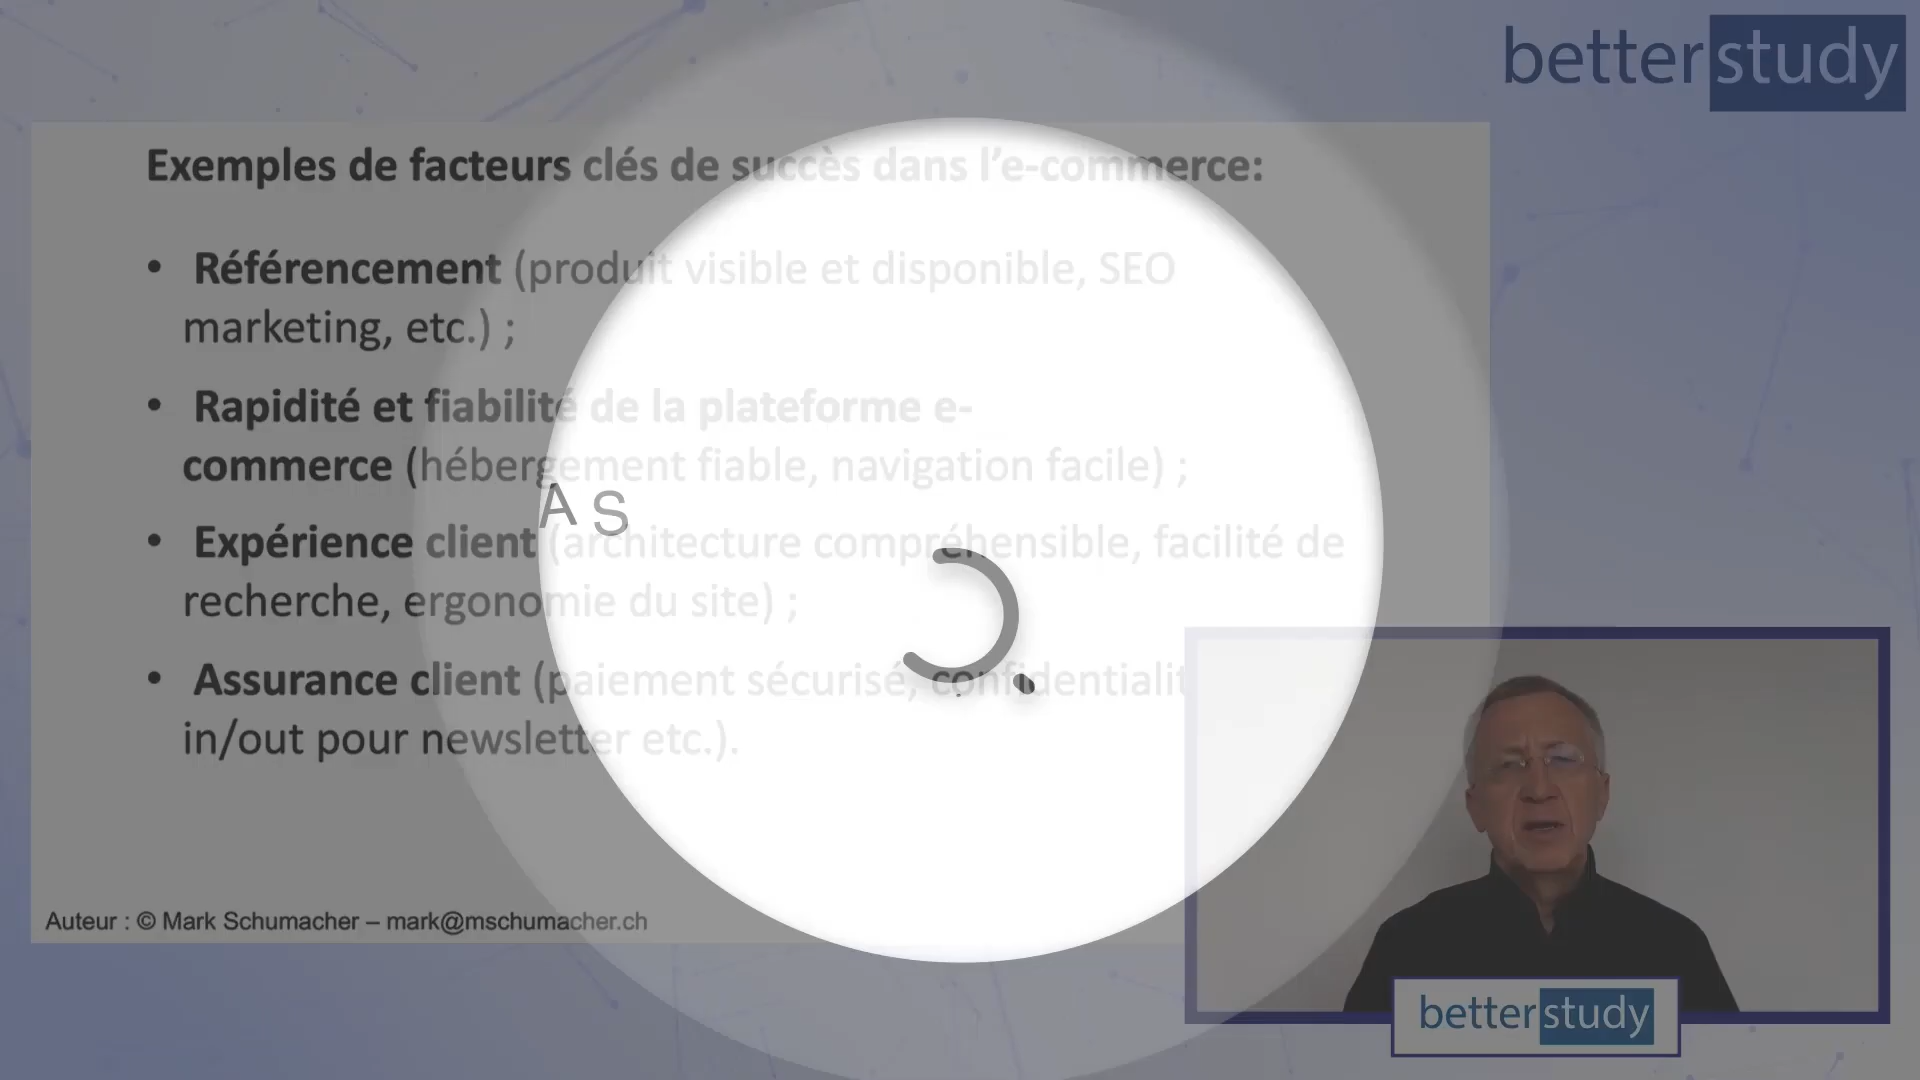 betterstudy
Exemples de facteurs clés de succès dans l’e-commerce:
• Référencement (produit visible et disponible, SEO
marketing, etc.) ;
• Rapidité et fiabilité de la plateforme e-
commerce (hébergement fiable, navigation facile) ;
A S
• Expérience client (architecture compréhensible, facilité de
recherche, ergonomie du site) ;
• Assurance client (paiement sécurisé,
in/out pour newsletter etc.).
Auteur : © Mark Schumacher – mark@mschumacher.ch
betterstudy